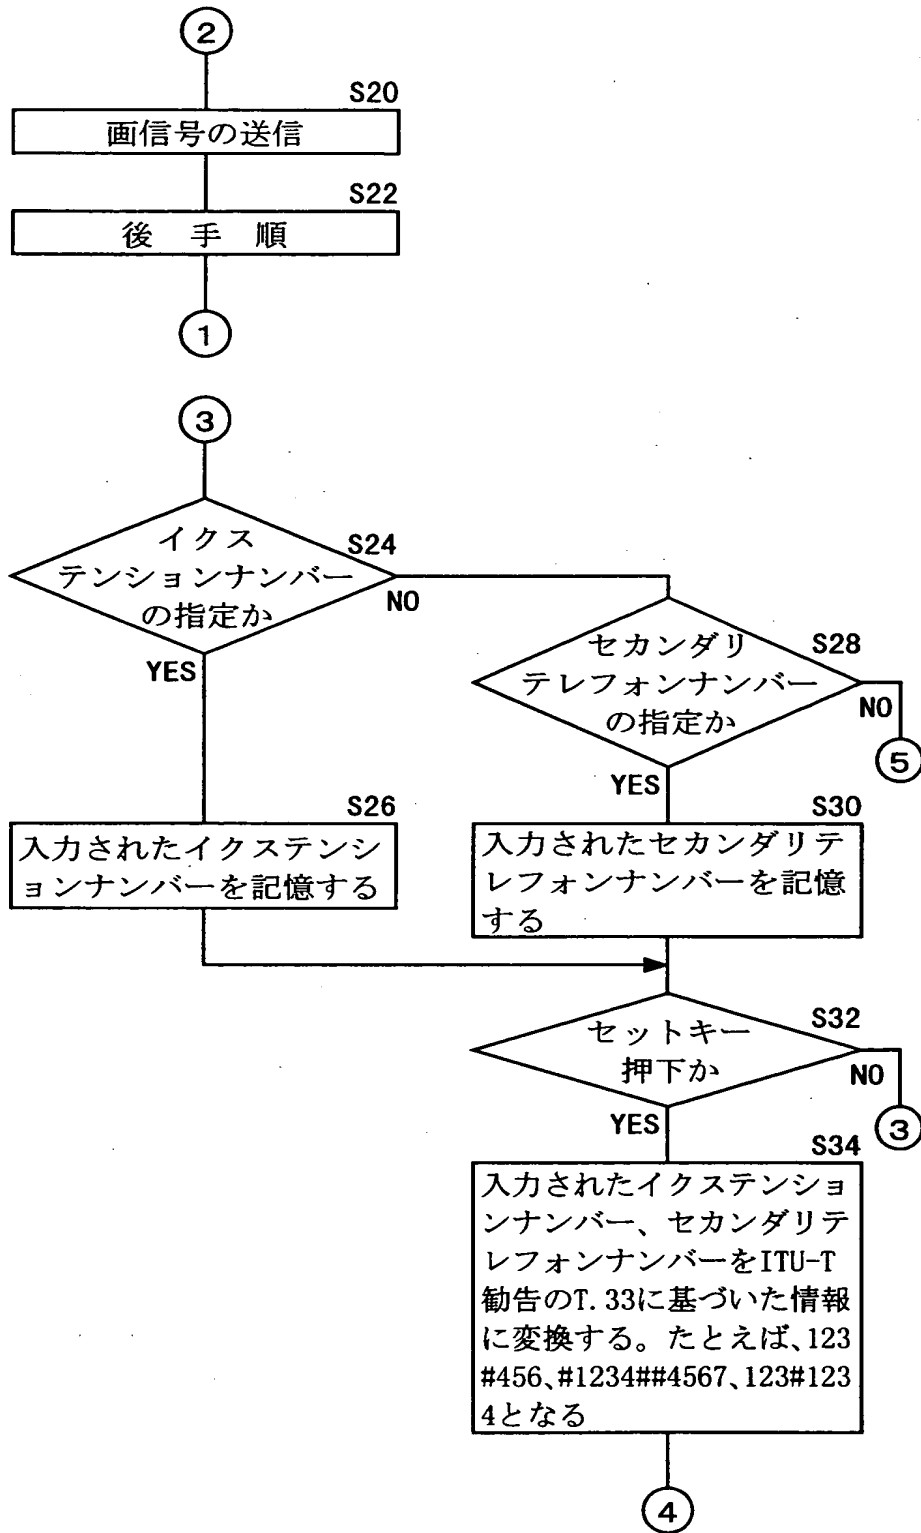 ②
S20
画信号の送信
S22
後 手 順
①
③
イクス
テンションナンバー
の指定か
S24
NO
YES
セカンダリ
テレフォンナンバー
の指定か
S28
NO
⑤
YES
S26
入力されたイクステンシ
ョンナンバーを記憶する
S30
入力されたセカンダリテ
レフォンナンバーを記憶
する
セットキー
押下か
S32
NO
③
YES
S34
入力されたイクステンショ
ンナンバー、セカンダリテ
レフォンナンバーをITU-T
勧告のT.33に基づいた情報
に変換する。たとえば、123
#456、#1234##4567、123#123
4となる
④